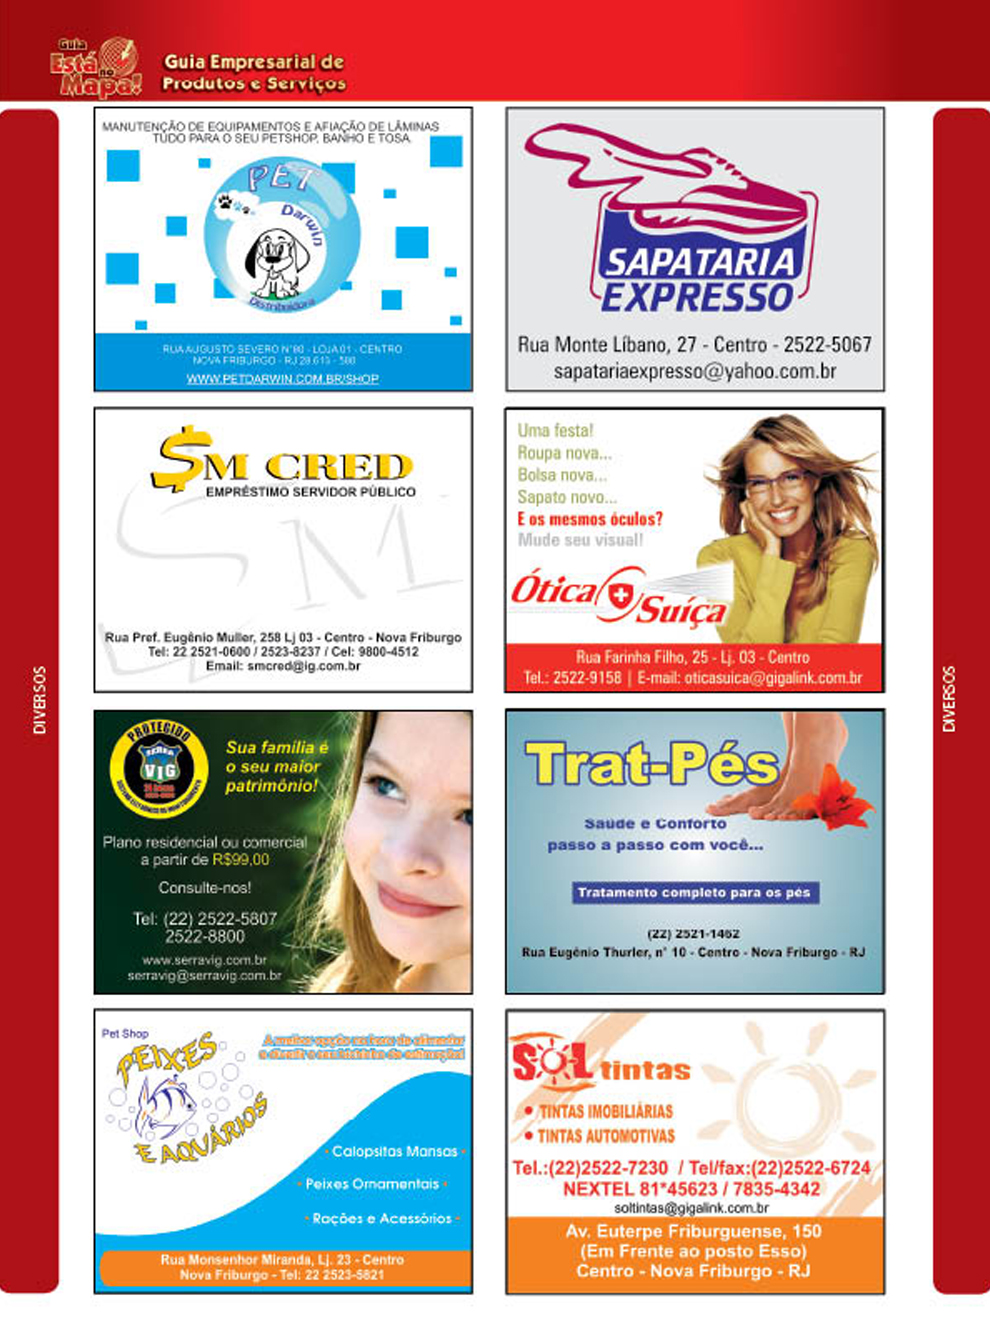 Guia
Está
no
Mapa!
Guia Empresarial de
Produtos e Serviços
DIVERSOS
MANUTENÇÃO DE EQUIPAMENTOS E AFIAÇÃO DE LÂMINAS
TUDO PARA O SEU PETSHOP, BANHO E TOSA
PET
Darwin
Distribuidora
RUA AUGUSTO SEVERO N°80 - LOJA 01 - CENTRO
NOVA FRIBURGO - RJ 28 613 - 500
WWW.PETDARWIN.COM.BR/SHOP
SAPATARIA
EXPRESSO
Rua Monte Líbano, 27 - Centro - 2522-5067
sapatariaexpresso@yahoo.com.br
SM CRED
EMPRÉSTIMO SERVIDOR PÚBLICO
SM
Rua Pref. Eugênio Muller, 258 Lj 03 - Centro - Nova Friburgo
Tel: 22 2521-0600 / 2523-8237 / Cel: 9800-4512
Email: smcred@ig.com.br
Uma festa!
Roupa nova...
Bolsa nova...
Sapato novo...
E os mesmos óculos?
Mude seu visual!
Ótica
Suíça
Rua Farinha Filho, 25 - Lj. 03 - Centro
Tel.: 2522-9158 | E-mail: oticasuica@gigalink.com.br
PROTEGIDO
SERRA
VIG
Sua família é
o seu maior
patrimônio!
Plano residencial ou comercial
a partir de R$99,00
Consulte-nos!
Tel: (22) 2522-5807
2522-8800
www.serravig.com.br
serravig@serravig.com.br
Trat-Pés
Saúde e Conforto
passo a passo com você...
Tratamento completo para os pés
(22) 2521-1462
Rua Eugênio Thurler, n° 10 - Centro - Nova Friburgo - RJ
Pet Shop
PEIXES
E AQUÁRIOS
A melhor opção na hora de alimentar
e divertir o seu bichinho de estimação!
Calopsitas Mansas
Peixes Ornamentais
Rações e Acessórios
Rua Monsenhor Miranda, Lj. 23 - Centro
Nova Friburgo - Tel: 22 2523-5821
SOL tintas
• TINTAS IMOBILIÁRIAS
• TINTAS AUTOMOTIVAS
Tel.:(22)2522-7230 / Tel/fax:(22)2522-6724
NEXTEL 81*45623 / 7835-4342
soltintas@gigalink.com.br
Av. Euterpe Friburguense, 150
(Em Frente ao posto Esso)
Centro - Nova Friburgo - RJ
DIVERSOS